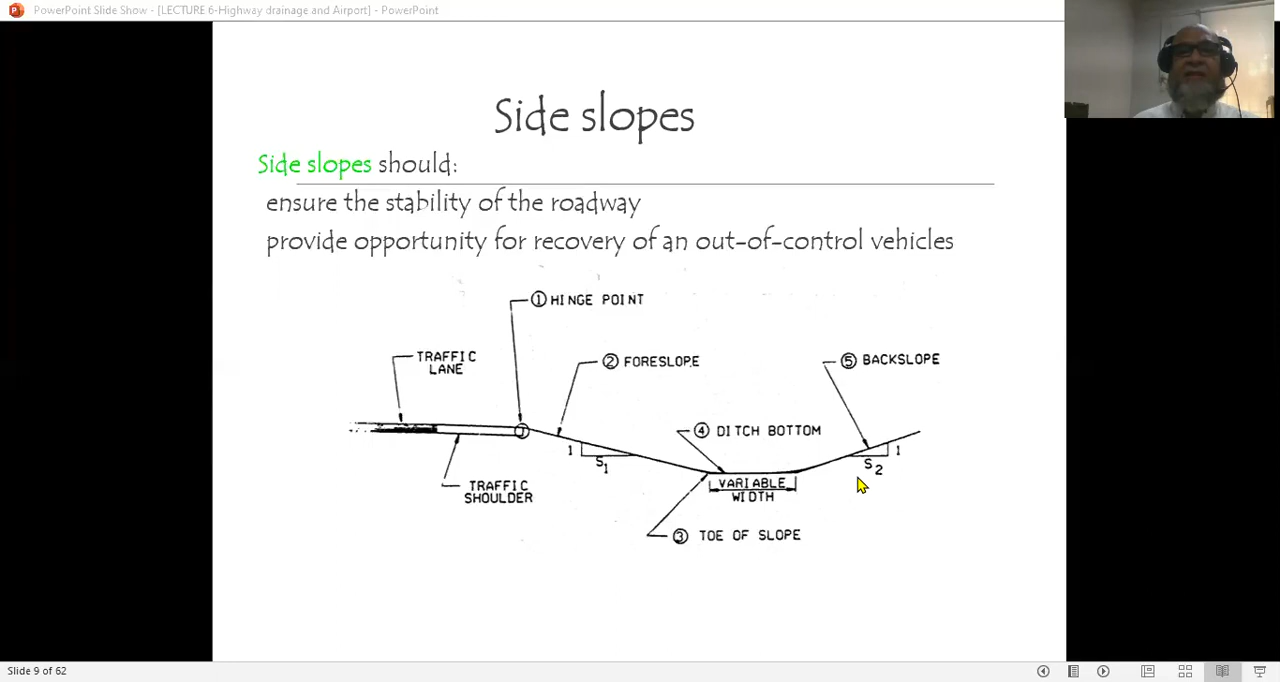 PowerPoint Slide Show - [LECTURE 6-Highway drainage and Airport] - PowerPoint
Side slopes
Side slopes should:
ensure the stability of the roadway
provide opportunity for recovery of an out-of-control vehicles
1 HINGE POINT
TRAFFIC
LANE
2 FORESLOPE
5 BACKSLOPE
4 DITCH BOTTOM
1
S1
1
S2
VARIABLE
WIDTH
TRAFFIC
SHOULDER
3 TOE OF SLOPE
Slide 9 of 62